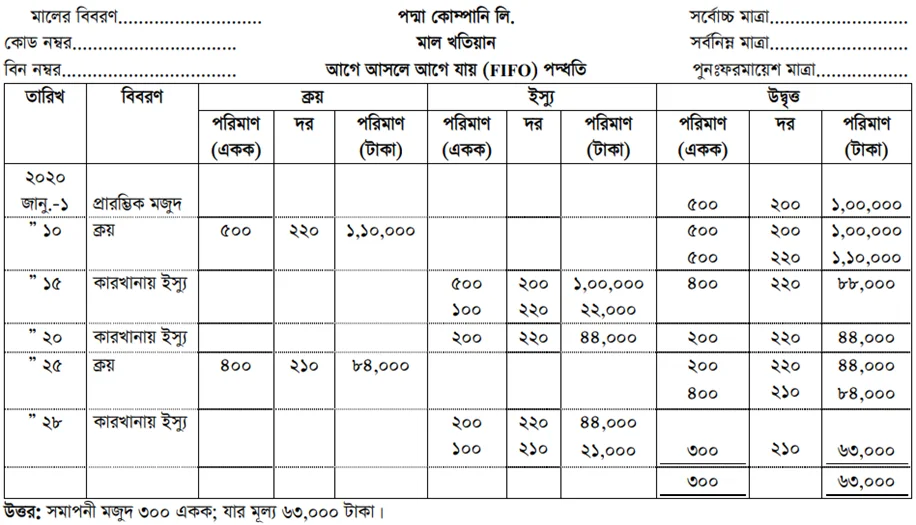 মালের বিবরণ.......................... পদ্মা কোম্পানি লি. সর্বোচ্চ মাত্রা.........................
কোড নম্বর.................................. মাল খতিয়ান সর্বনিম্ন মাত্রা.........................
বিন নম্বর.................................... আগে আসলে আগে যায় (FIFO) পদ্ধতি পুনঃফরমায়েশ মাত্রা.................
তারিখ বিবরণ ক্রয় ইস্যু উদ্বৃত্ত
পরিমাণ (একক) দর পরিমাণ (টাকা) পরিমাণ (একক) দর পরিমাণ (টাকা) পরিমাণ (একক) দর পরিমাণ (টাকা)
২০২০
জানু.-১ প্রারম্ভিক মজুদ ৫০০ ২০০ ১,০০,০০০
” ১০ ক্রয় ৫০০ ২২০ ১,১০,০০০ ৫০০ ২০০ ১,০০,০০০
৫০০ ২২০ ১,১০,০০০
” ১৫ কারখানায় ইস্যু ৫০০ ২০০ ১,০০,০০০ ৪০০ ২২০ ৮৮,০০০
১০০ ২২০ ২২,০০০
” ২০ কারখানায় ইস্যু ২০০ ২২০ ৪৪,০০০ ২০০ ২২০ ৪৪,০০০
” ২৫ ক্রয় ৪০০ ২১০ ৮৪,০০০ ২০০ ২২০ ৪৪,০০০
৪০০ ২১০ ৮৪,০০০
” ২৮ কারখানায় ইস্যু ২০০ ২২০ ৪৪,০০০
১০০ ২১০ ২১,০০০ ৩০০ ২১০ ৬৩,০০০
৩০০ ৬৩,০০০
উত্তর: সমাপনী মজুদ ৩০০ একক; যার মূল্য ৬৩,০০০ টাকা।